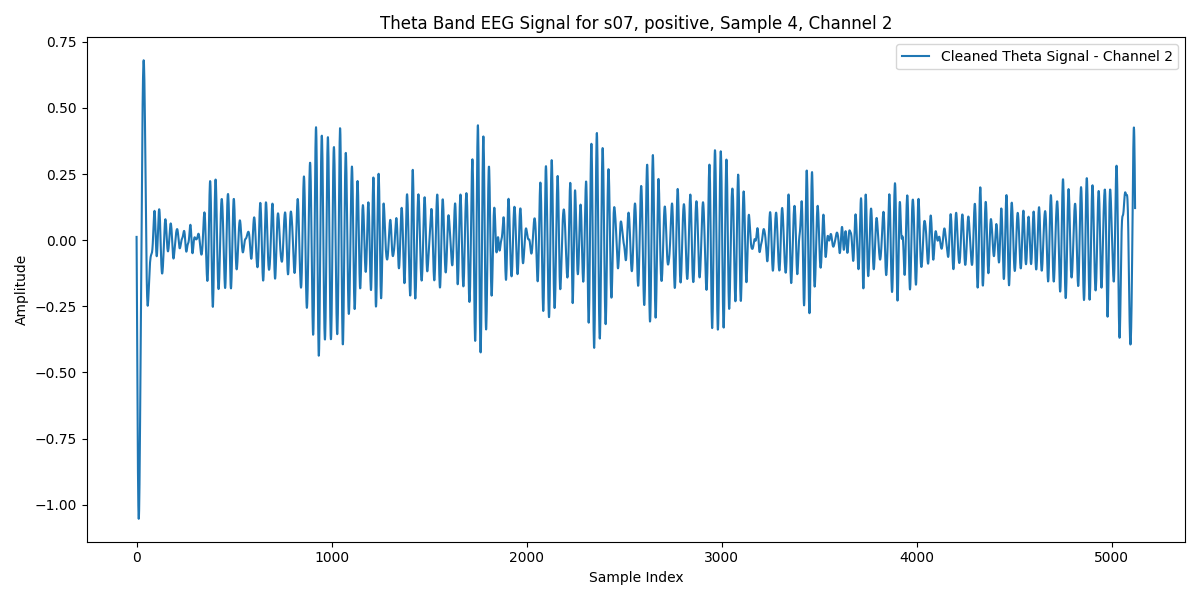 Theta Band EEG Signal for s07, positive, Sample 4, Channel 2
Cleaned Theta Signal - Channel 2
Amplitude
0.75
0.50
0.25
0.00
−0.25
−0.50
−0.75
−1.00
0 1000 2000 3000 4000 5000
Sample Index